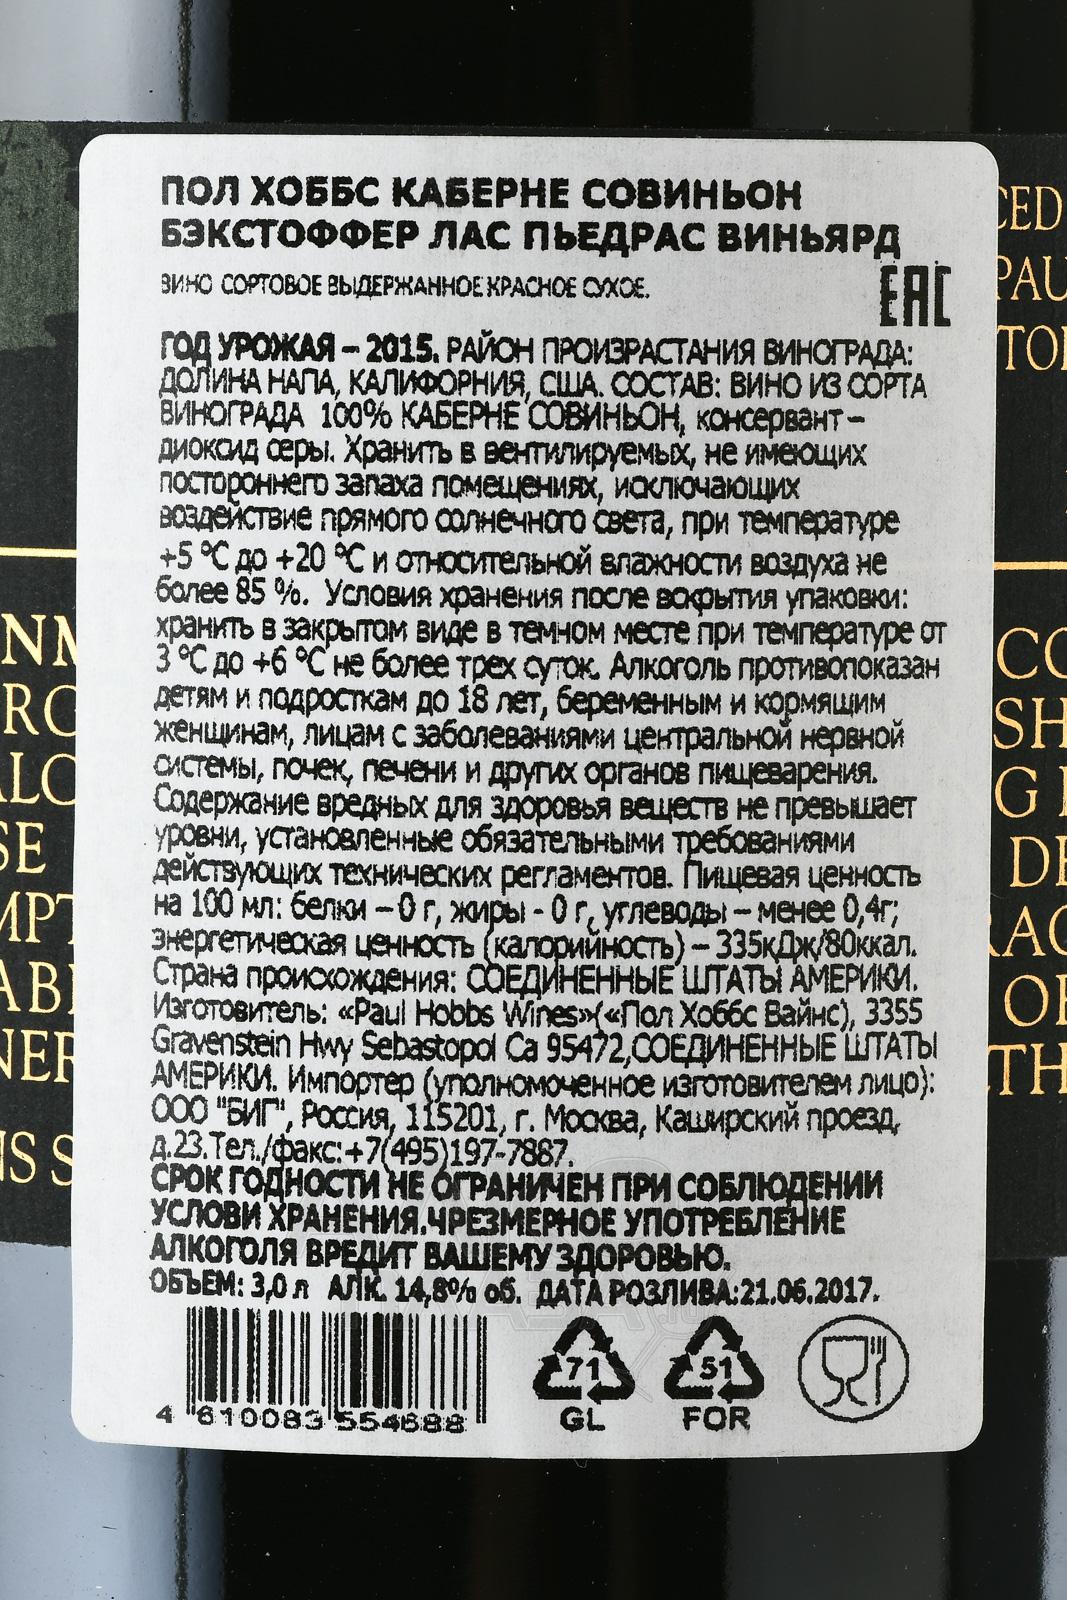 ПОЛ ХОББС КАБЕРНЕ СОВИНЬОН
БЭКСТОФФЕР ЛАС ПЬЕДРАС ВИНЬЯРД
ВИНО СОРТОВОЕ ВЫДЕРЖАННОЕ КРАСНОЕ СУХОЕ.
ЕАС
ГОД УРОЖАЯ – 2015. РАЙОН ПРОИЗРАСТАНИЯ ВИНОГРАДА:
ДОЛИНА НАПА, КАЛИФОРНИЯ, США. СОСТАВ: ВИНО ИЗ СОРТА
ВИНОГРАДА 100% КАБЕРНЕ СОВИНЬОН, консервант –
диоксид серы. Хранить в вентилируемых, не имеющих
постороннего запаха помещениях, исключающих
воздействие прямого солнечного света, при температуре
+5 °С до +20 °С и относительной влажности воздуха не
более 85 %. Условия хранения после вскрытия упаковки:
хранить в закрытом виде в темном месте при температуре от
3 °С до +6 °С не более трех суток. Алкоголь противопоказан
детям и подросткам до 18 лет, беременным и кормящим
женщинам, лицам с заболеваниями центральной нервной
системы, почек, печени и других органов пищеварения.
Содержание вредных для здоровья веществ не превышает
уровни, установленные обязательными требованиями
действующих технических регламентов. Пищевая ценность
на 100 мл: белки – 0 г, жиры - 0 г, углеводы – менее 0,4г;
энергетическая ценность (калорийность) – 335кДж/80ккал.
Страна происхождения: СОЕДИНЕННЫЕ ШТАТЫ АМЕРИКИ.
Изготовитель: «Paul Hobbs Wines»(«Пол Хоббс Вайнс), 3355
Gravenstein Hwy Sebastopol Ca 95472,СОЕДИНЕННЫЕ ШТАТЫ
АМЕРИКИ. Импортер (уполномоченное изготовителем лицо):
ООО "БИГ", Россия, 115201, г. Москва, Каширский проезд,
д.23.Тел./факс:+7(495)197-7887.
СРОК ГОДНОСТИ НЕ ОГРАНИЧЕН ПРИ СОБЛЮДЕНИИ
УСЛОВИ ХРАНЕНИЯ.ЧРЕЗМЕРНОЕ УПОТРЕБЛЕНИЕ
АЛКОГОЛЯ ВРЕДИТ ВАШЕМУ ЗДОРОВЬЮ.
ОБЪЕМ: 3,0 л АЛК. 14,8% об. ДАТА РОЗЛИВА:21.06.2017.
4 610083 554688
71 GL
51 FOR